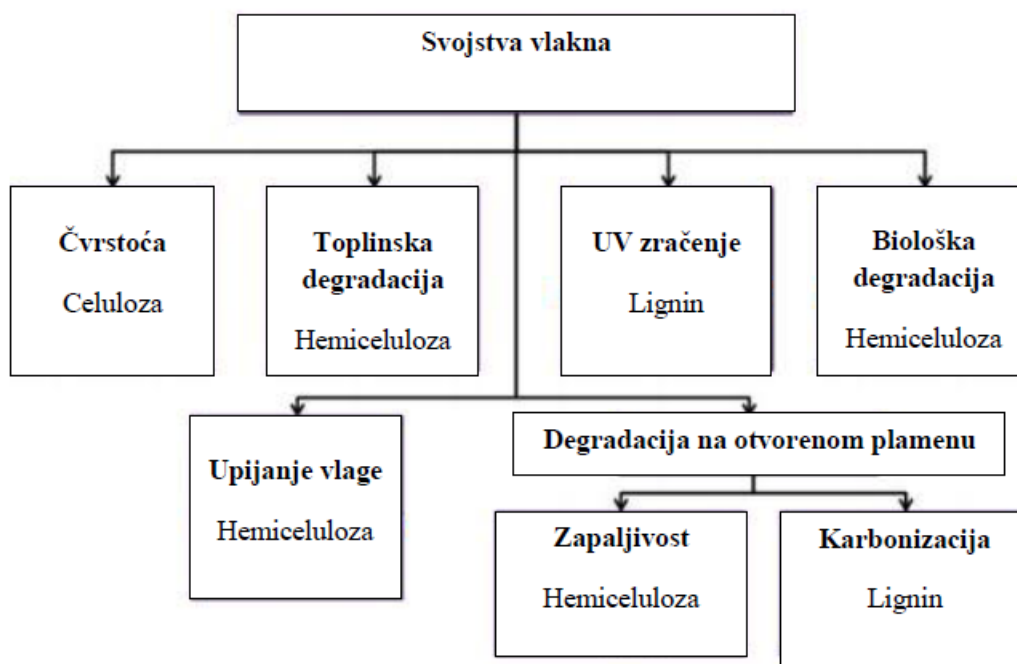 Svojstva vlakna
Čvrstoća
Celuloza
Toplinska
degradacija
Hemiceluloza
UV zračenje
Lignin
Biološka
degradacija
Hemiceluloza
Upijanje vlage
Hemiceluloza
Degradacija na otvorenom plamenu
Zapaljivost
Hemiceluloza
Karbonizacija
Lignin